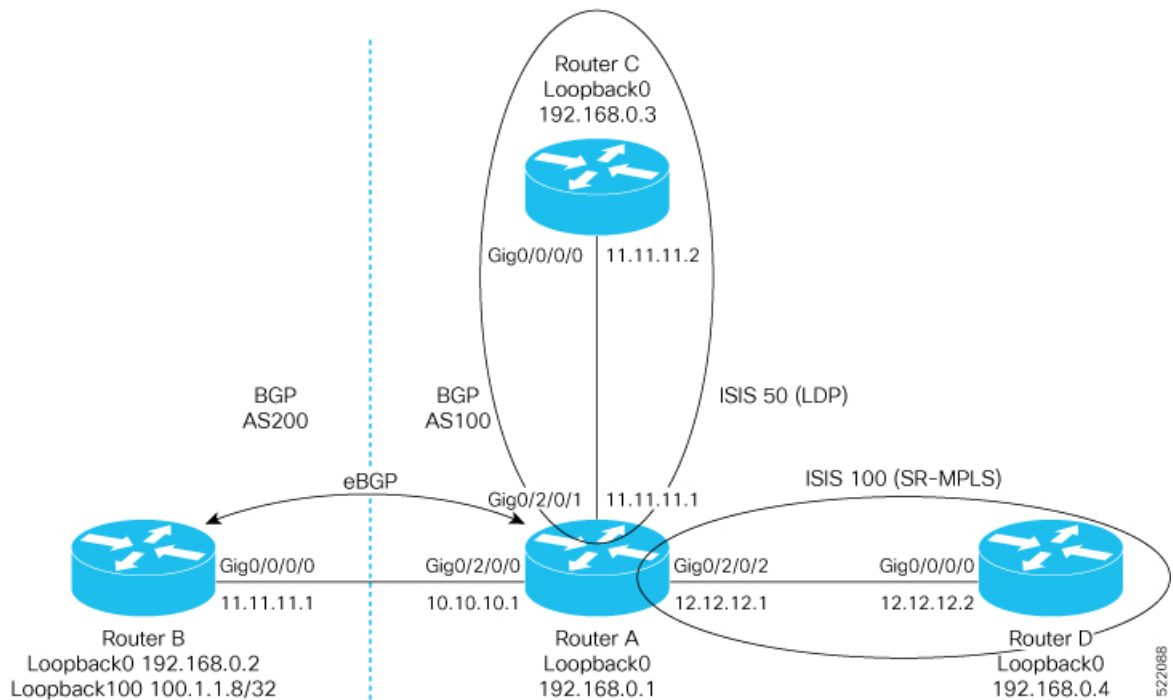 Router C
Loopback0
192.168.0.3
Gig0/0/0/0
11.11.11.2
BGP
AS200
BGP
AS100
ISIS 50 (LDP)
eBGP
Gig0/2/0/1
11.11.11.1
ISIS 100 (SR-MPLS)
Gig0/0/0/0
Gig0/2/0/0
Gig0/2/0/2
Gig0/0/0/0
11.11.11.1
10.10.10.1
12.12.12.1
12.12.12.2
Router B
Loopback0 192.168.0.2
Loopback100 100.1.1.8/32
Router A
Loopback0
192.168.0.1
Router D
Loopback0
192.168.0.4
522088